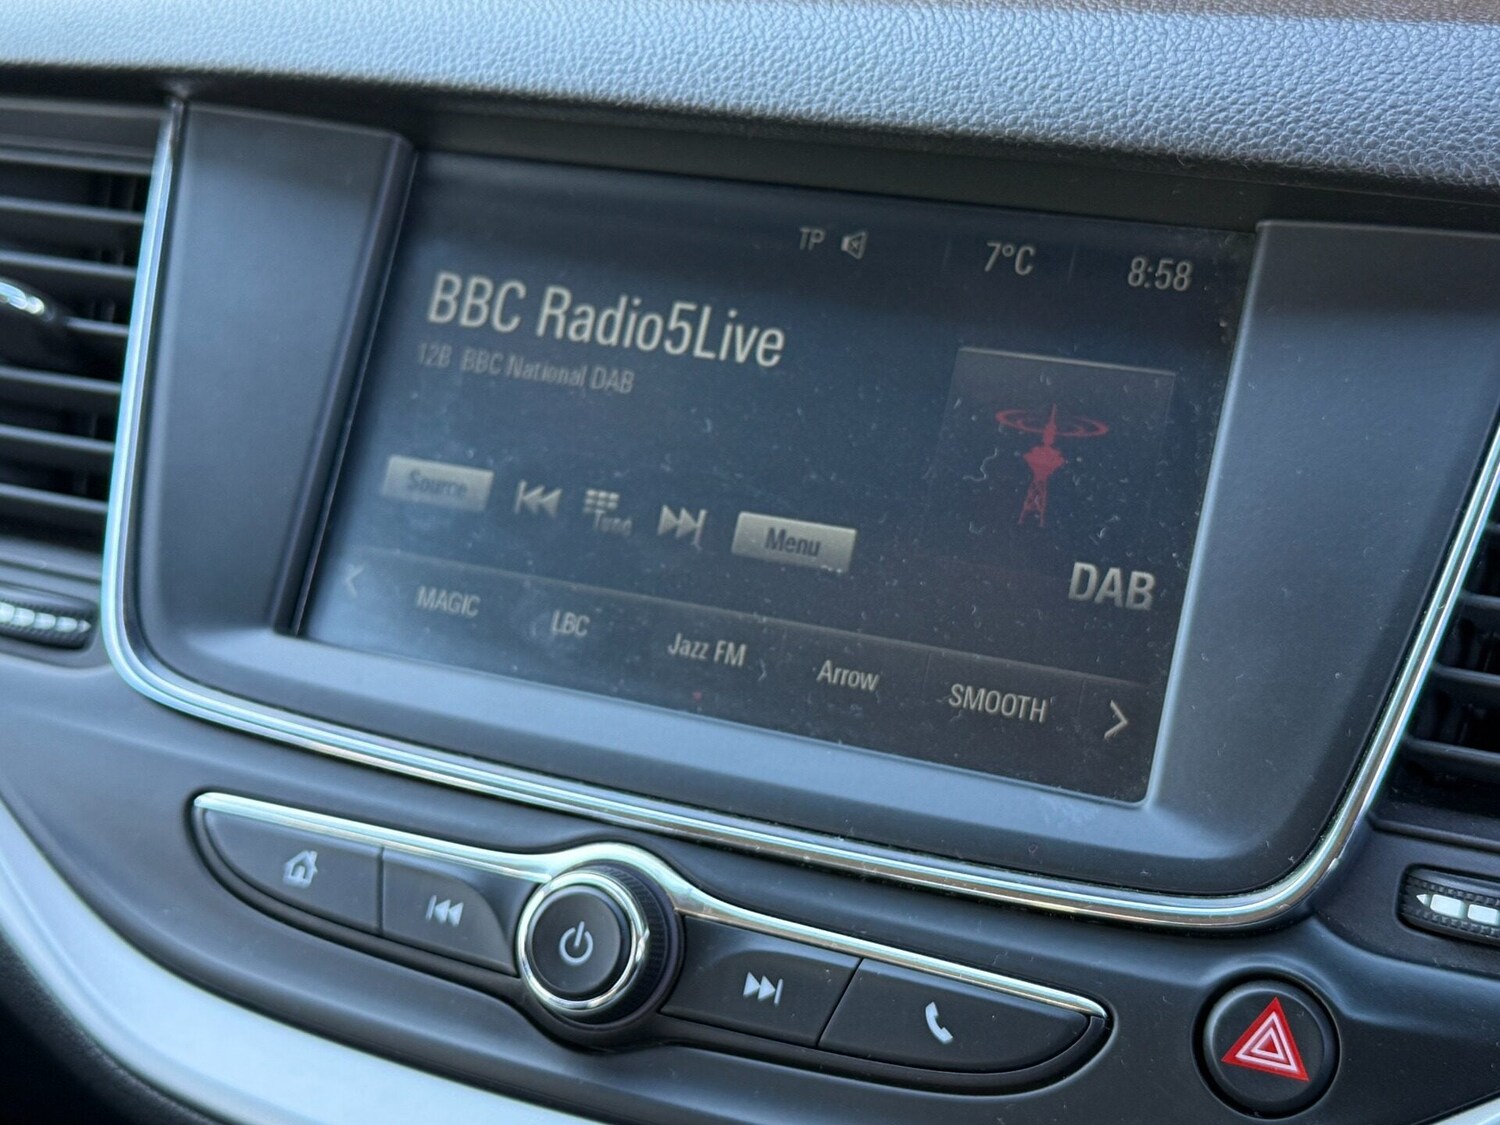 TP 7°C 8:58
BBC Radio5Live
12B BBC National DAB
Source Tune Menu
DAB
MAGIC LBC Jazz FM Arrow SMOOTH